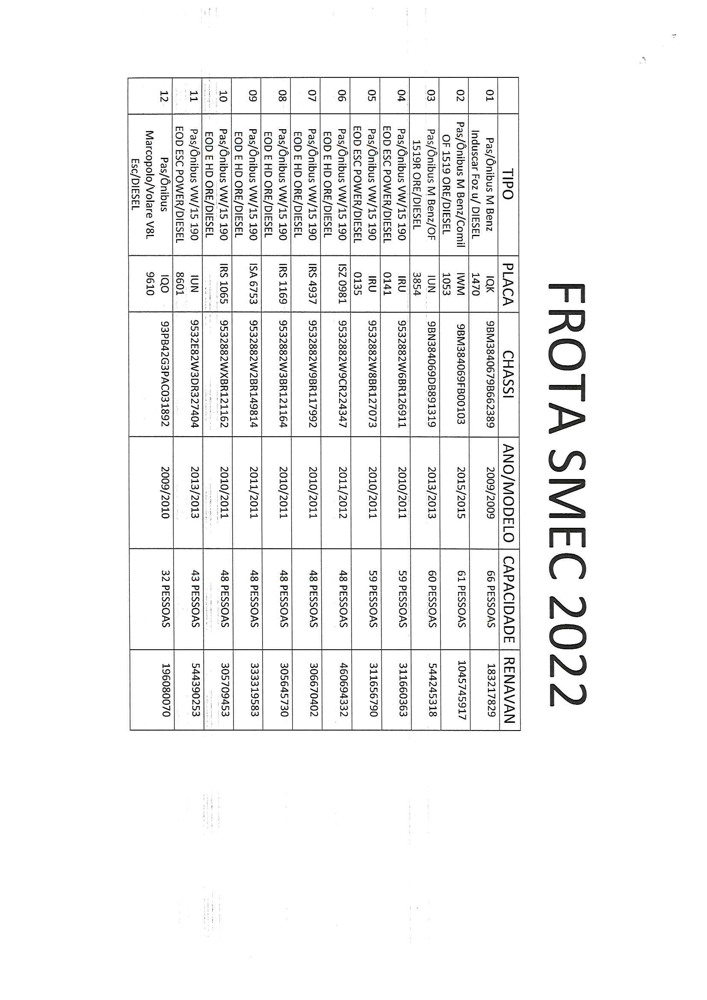 FROTA SMEC 2022
TIPO PLACA CHASSI ANO/MODELO CAPACIDADE RENAVAN
01 Pas/Ônibus M Benz IQK 9BM3840679B662389 2009/2009 66 PESSOAS 183217829
Induscar Foz u/ DIESEL 1470
02 Pas/Ônibus M Benz/Comil IWM 9BM384069FB00103 2015/2015 61 PESSOAS 1045745917
OF 1519 ORE/DIESEL 1053
03 Pas/Ônibus M Benz/OF IUN 9BN384069DB891319 2013/2013 60 PESSOAS 544245318
1519R ORE/DIESEL 3854
04 Pas/Ônibus VW/15 190 IRU 9532882W6BR126911 2010/2011 59 PESSOAS 311660363
EOD ESC POWER/DIESEL 0141
05 Pas/Ônibus VW/15 190 IRU 9532882W8BR127073 2010/2011 59 PESSOAS 311656790
EOD ESC POWER/DIESEL 0135
06 Pas/Ônibus VW/15 190 ISZ 0981 9532882W9CR224347 2011/2012 48 PESSOAS 460694332
EOD E HD ORE/DIESEL
07 Pas/Ônibus VW/15 190 IRS 4937 9532882W9BR117992 2010/2011 48 PESSOAS 306670402
EOD E HD ORE/DIESEL
08 Pas/Ônibus VW/15 190 IRS 1169 9532882W3BR121164 2010/2011 48 PESSOAS 305645730
EOD E HD ORE/DIESEL
09 Pas/Ônibus VW/15 190 ISA 6753 9532882W2BR149814 2011/2011 48 PESSOAS 333319583
EOD E HD ORE/DIESEL
10 Pas/Ônibus VW/15 190 IRS 1065 9532882WXBR121162 2010/2011 48 PESSOAS 305709453
EOD E HD ORE/DIESEL
11 Pas/Ônibus VW/15 190 IUN 9532E82W3DR327404 2013/2013 43 PESSOAS 544390253
EOD ESC POWER/DIESEL 8601
12 Pas/Ônibus IQO 93PB42G3PAC031892 2009/2010 32 PESSOAS 196080070
Marcopolo/Volare V8L 9610
Esc/DIESEL